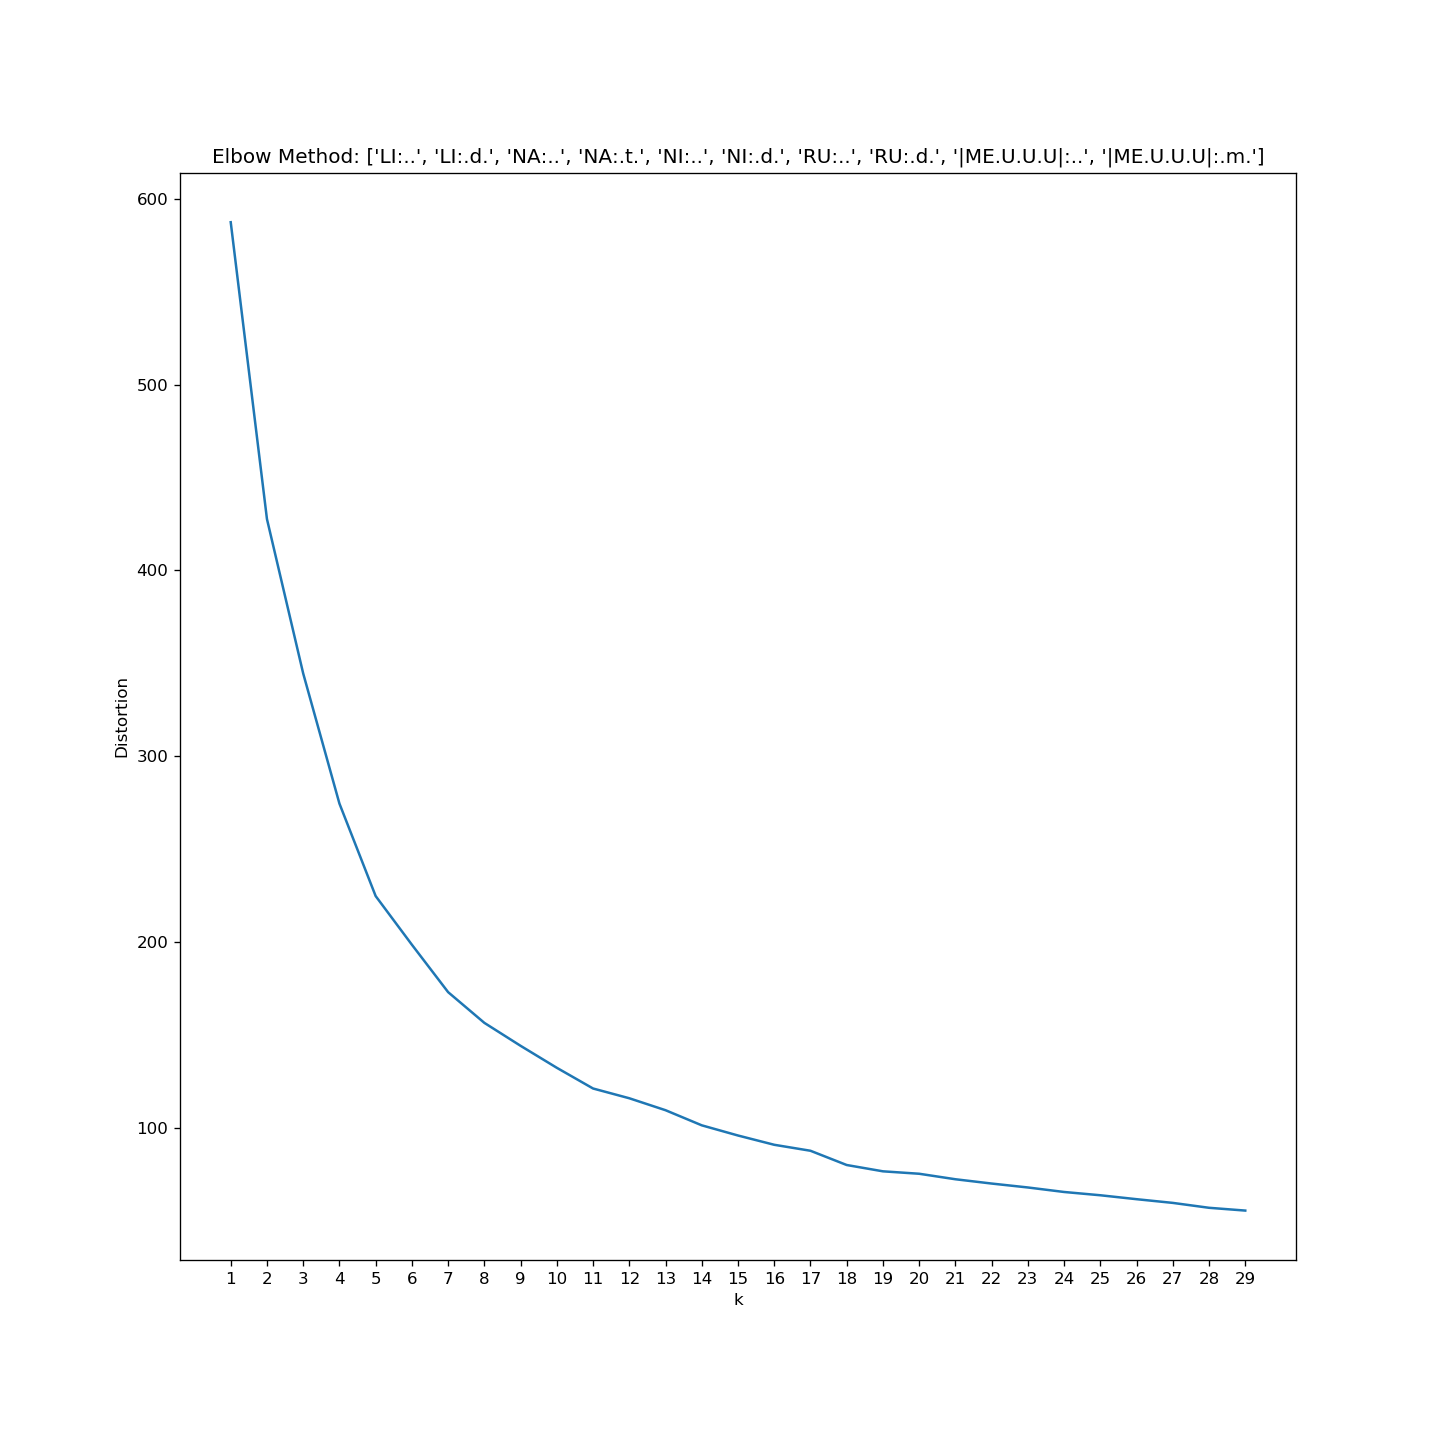 Elbow Method: ['LI:..', 'LI:.d.', 'NA:..', 'NA:.t.', 'NI:..', 'NI:.d.', 'RU:..', 'RU:.d.', '|ME.U.U.U|:..', '|ME.U.U.U|:.m.']
600
500
400
300
200
100
Distortion
1 2 3 4 5 6 7 8 9 10 11 12 13 14 15 16 17 18 19 20 21 22 23 24 25 26 27 28 29
k